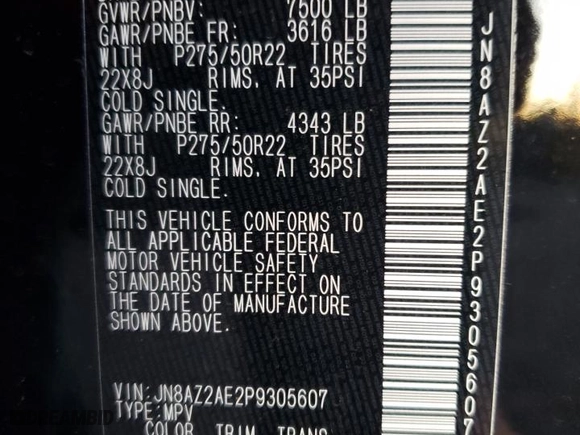 GVWR/PNBV: 7500 LB
GAWR/PNBE FR: 3616 LB
WITH P275/50R22 TIRES
22X8J RIMS, AT 35PSI
COLD SINGLE.
GAWR/PNBE RR: 4343 LB
WITH P275/50R22 TIRES
22X8J RIMS, AT 35PSI
COLD SINGLE.
THIS VEHICLE CONFORMS TO
ALL APPLICABLE FEDERAL
MOTOR VEHICLE SAFETY
STANDARDS IN EFFECT ON
THE DATE OF MANUFACTURE
SHOWN ABOVE.
VIN:JN8AZ2AE2P9305607
TYPE:MPV
COLOR TRIM TRANS
JN8AZ2AE2P9305607